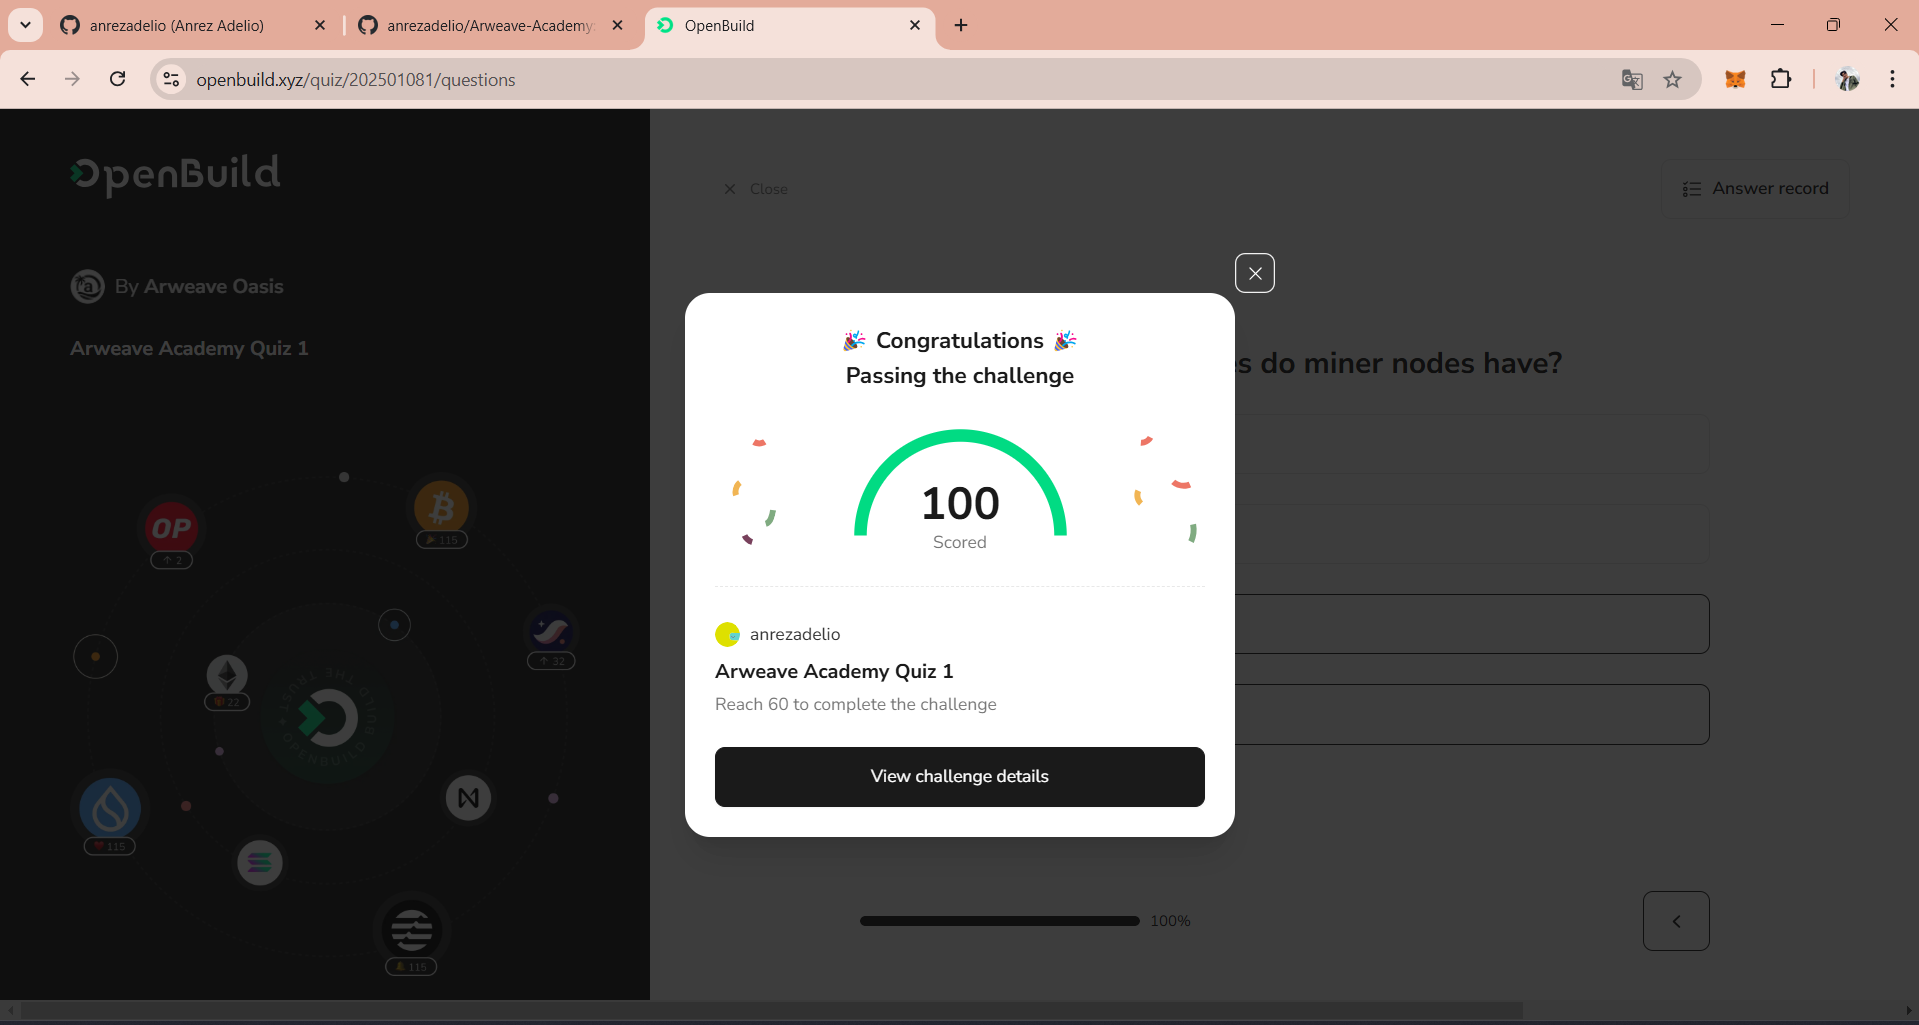 anrezadelio (Anrez Adelio)
anrezadelio/Arweave-Academy:
OpenBuild
openbuild.xyz/quiz/202501081/questions
OpenBuild
Close
Answer record
By Arweave Oasis
Arweave Academy Quiz 1
do miner nodes have?
Congratulations
Passing the challenge
100
Scored
anrezadelio
Arweave Academy Quiz 1
Reach 60 to complete the challenge
View challenge details
100%
OP
2
115
32
22
OPENBUILD
115
115